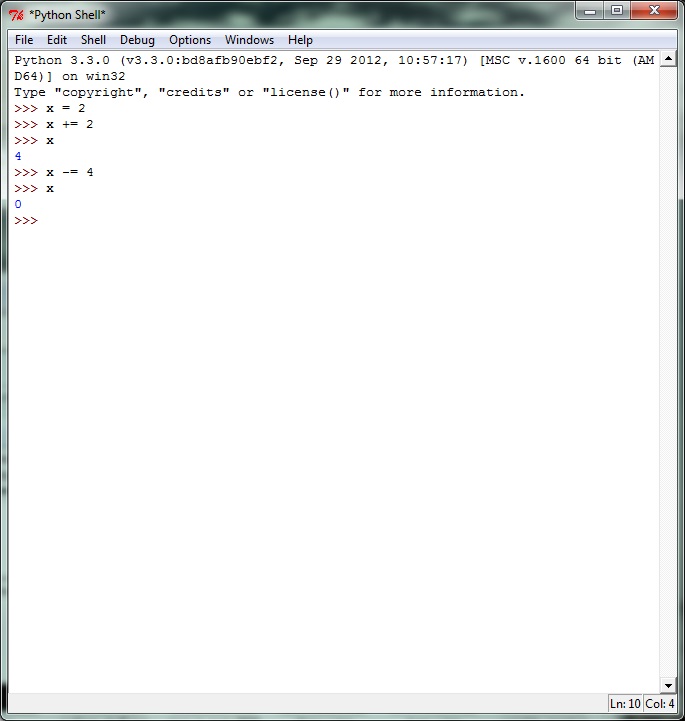 *Python Shell*
File Edit Shell Debug Options Windows Help
Python 3.3.0 (v3.3.0:bd8afb90ebf2, Sep 29 2012, 10:57:17) [MSC v.1600 64 bit (AM
D64)] on win32
Type "copyright", "credits" or "license()" for more information.
>>> x = 2
>>> x += 2
>>> x
4
>>> x -= 4
>>> x
0
>>>
Ln: 10 Col: 4